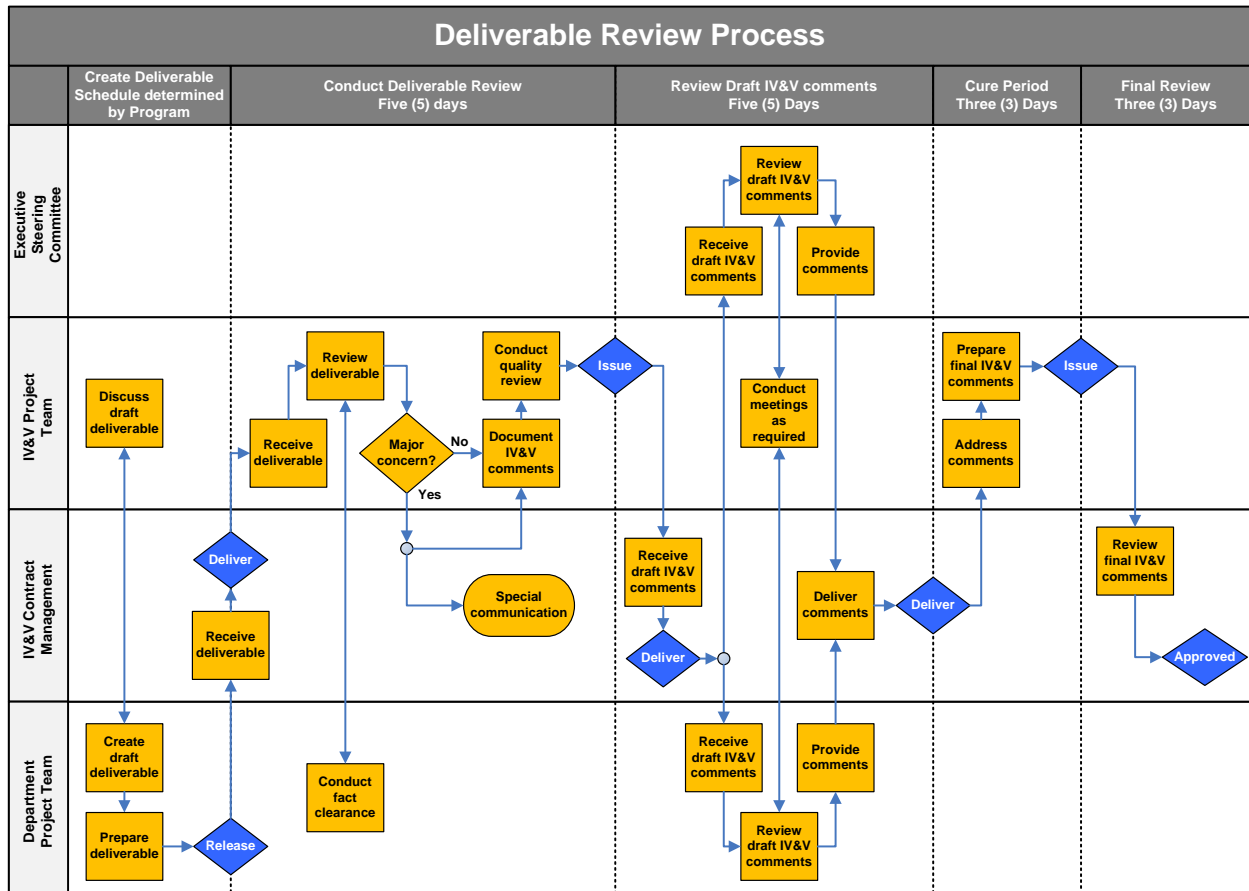 Deliverable Review Process
Create Deliverable
Schedule determined
by Program
Conduct Deliverable Review
Five (5) days
Review Draft IV&V comments
Five (5) Days
Cure Period
Three (3) Days
Final Review
Three (3) Days
Executive
Steering
Committee
Review
draft IV&V
comments
Receive
draft IV&V
comments
Provide
comments
IV&V Project
Team
Discuss
draft
deliverable
Receive
deliverable
Review
deliverable
Major
concern?
No
Yes
Conduct
quality
review
Document
IV&V
comments
Issue
Conduct
meetings
as
required
Prepare
final IV&V
comments
Address
comments
Issue
IV&V Contract
Management
Deliver
Receive
deliverable
Special
communication
Receive
draft IV&V
comments
Deliver
Deliver
comments
Deliver
Review
final IV&V
comments
Approved
Department
Project Team
Create
draft
deliverable
Prepare
deliverable
Release
Conduct
fact
clearance
Receive
draft IV&V
comments
Review
draft IV&V
comments
Provide
comments